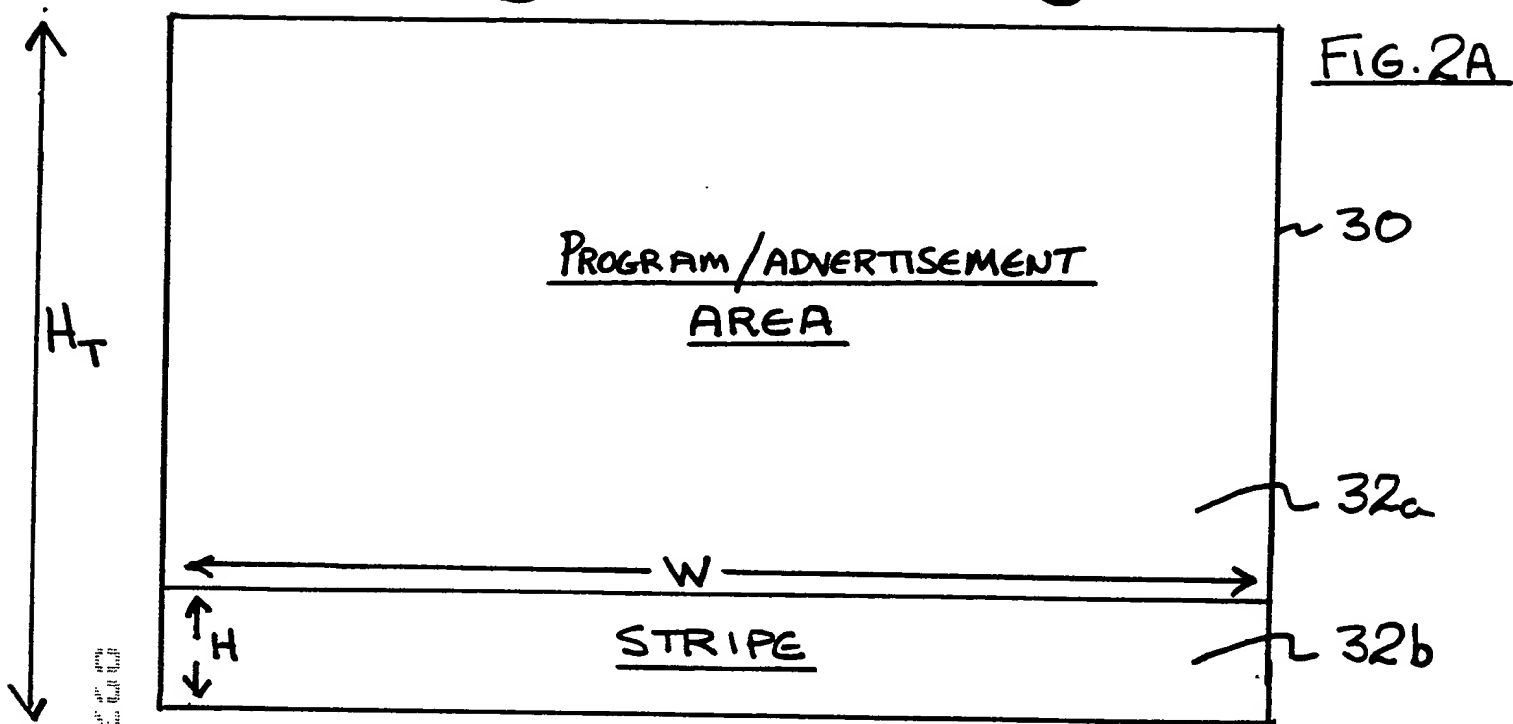 FIG. 2A
30
PROGRAM/ADVERTISEMENT
AREA
H_T
32a
W
H
STRIPE
32b